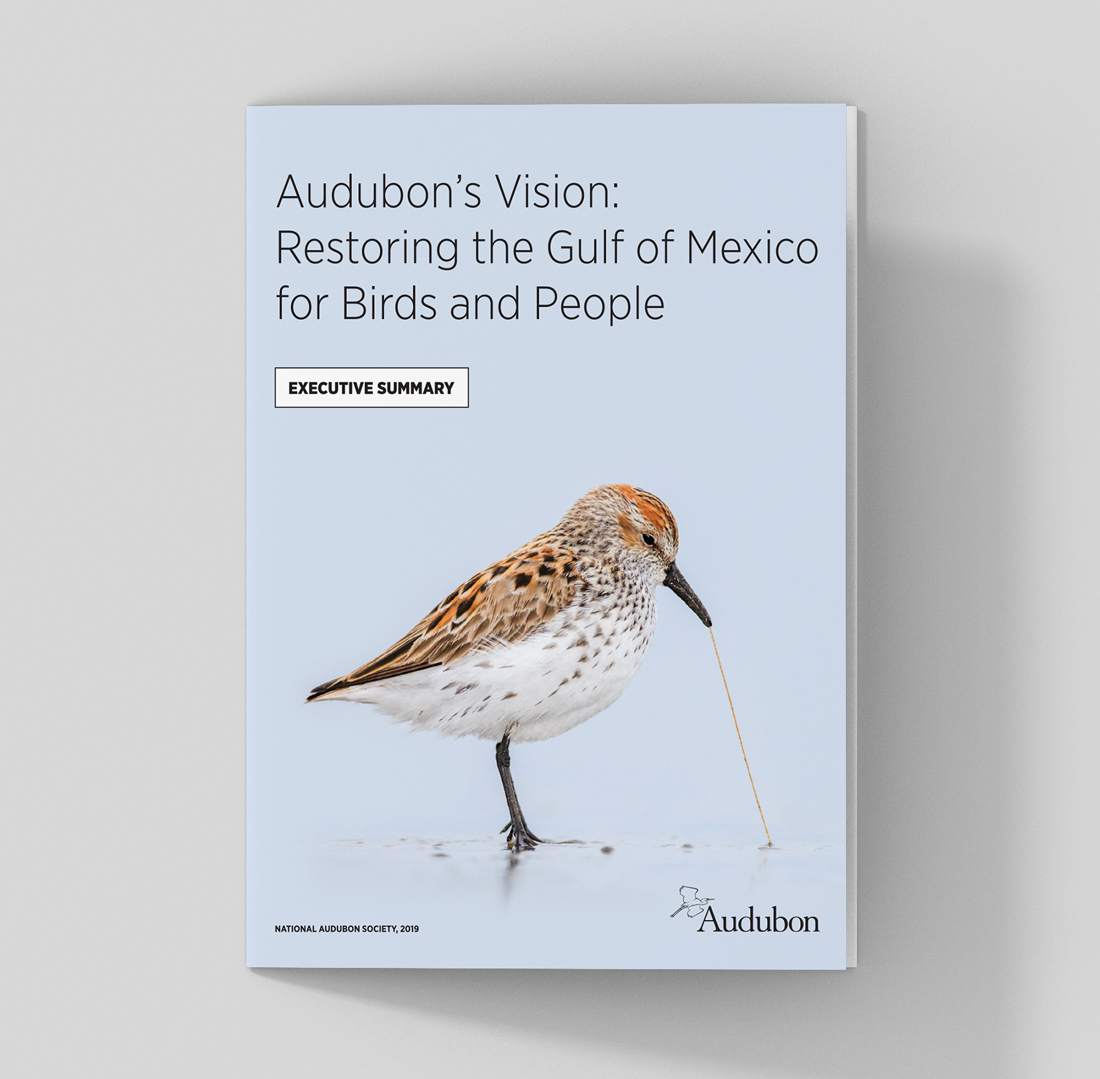 Audubon’s Vision:
Restoring the Gulf of Mexico
for Birds and People
EXECUTIVE SUMMARY
NATIONAL AUDUBON SOCIETY, 2019
Audubon